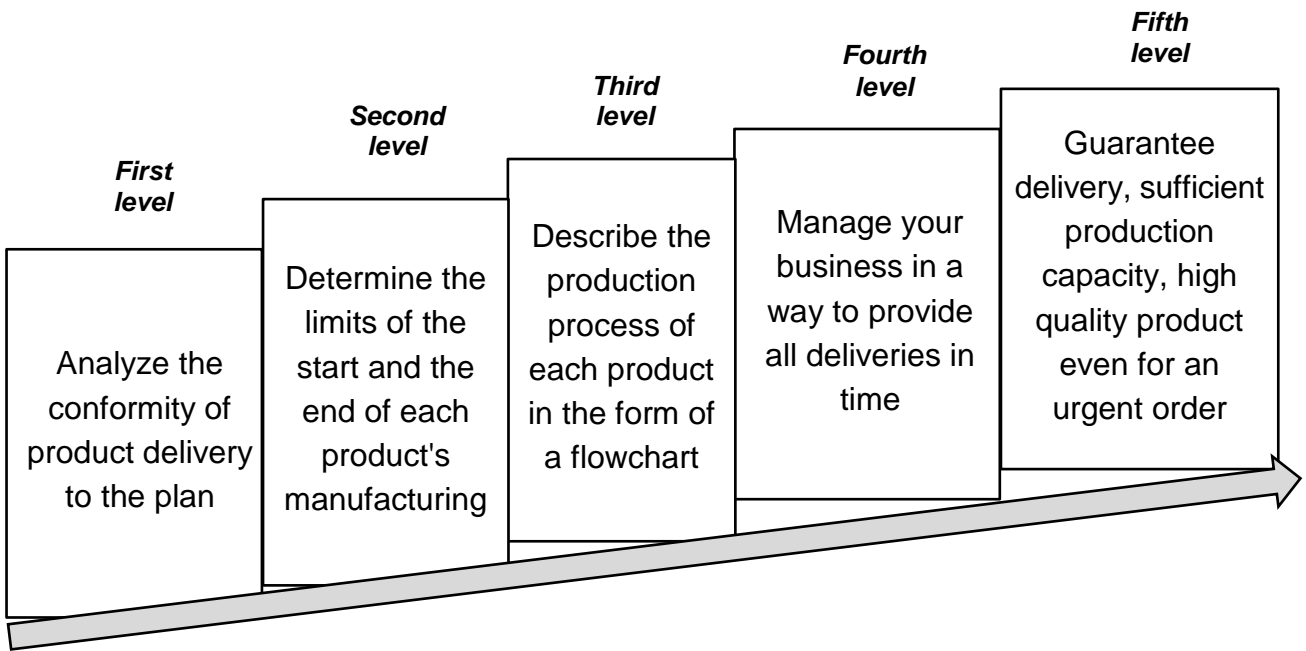 First
level
Analyze the
conformity of
product delivery
to the plan
Second
level
Determine the
limits of the
start and the
end of each
product's
manufacturing
Third
level
Describe the
production
process of
each product
in the form of
a flowchart
Fourth
level
Manage your
business in a
way to provide
all deliveries in
time
Fifth
level
Guarantee
delivery, sufficient
production
capacity, high
quality product
even for an
urgent order